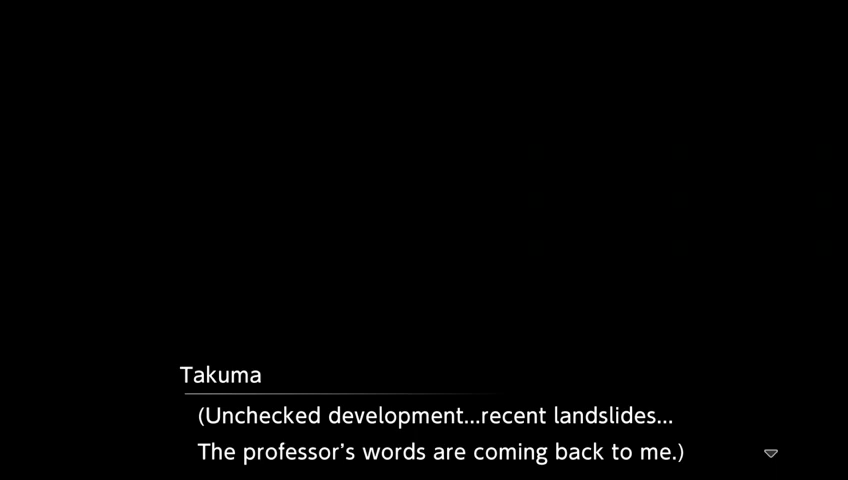 Takuma
(Unchecked development...recent landslides...
The professor's words are coming back to me.)